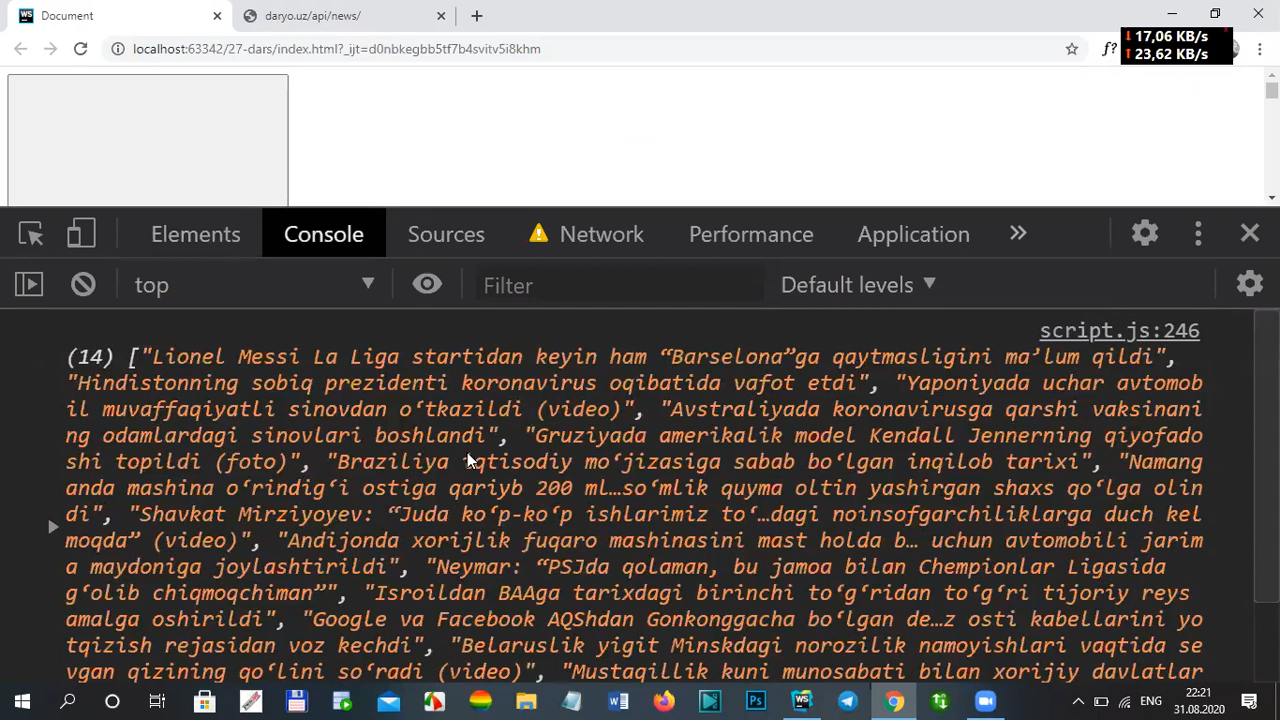 Document
daryo.uz/api/news/
localhost:63342/27-dars/index.html?_ijt=d0nbkegbb5tf7b4svitv5i8khm
f?
17,06 KB/s
23,62 KB/s
Elements
Console
Sources
Network
Performance
Application
top
Filter
Default levels
script.js:246
(14) ["Lionel Messi La Liga startidan keyin ham “Barselona”ga qaytmasligini ma’lum qildi",
"Hindistonning sobiq prezidenti koronavirus oqibatida vafot etdi", "Yaponiyada uchar avtomob
il muvaffaqiyatli sinovdan o‘tkazildi (video)", "Avstraliyada koronavirusga qarshi vaksinani
ng odamlardagi sinovlari boshlandi", "Gruziyada amerikalik model Kendall Jennerning qiyofado
shi topildi (foto)", "Braziliya iqtisodiy mo‘jizasiga sabab bo‘lgan inqilob tarixi", "Namang
anda mashina o‘rindig‘i ostiga qariyb 200 ml…so‘mlik quyma oltin yashirgan shaxs qo‘lga olin
di", "Shavkat Mirziyoyev: “Juda ko‘p-ko‘p ishlarimiz to‘…dagi noinsofgarchiliklarga duch kel
moqda” (video)", "Andijonda xorijlik fuqaro mashinasini mast holda b… uchun avtomobili jarim
a maydoniga joylashtirildi", "Neymar: “PSJda qolaman, bu jamoa bilan Chempionlar Ligasida
g‘olib chiqmoqchiman”", "Isroildan BAAga tarixdagi birinchi to‘g‘ridan to‘g‘ri tijoriy reys
amalga oshirildi", "Google va Facebook AQShdan Gonkonggacha bo‘lgan de…z osti kabellarini yo
tqizish rejasidan voz kechdi", "Belaruslik yigit Minskdagi norozilik namoyishlari vaqtida se
vgan qizining qo‘lini so‘radi (video)", "Mustaqillik kuni munosabati bilan xorijiy davlatlar
ENG
22:21
31.08.2020